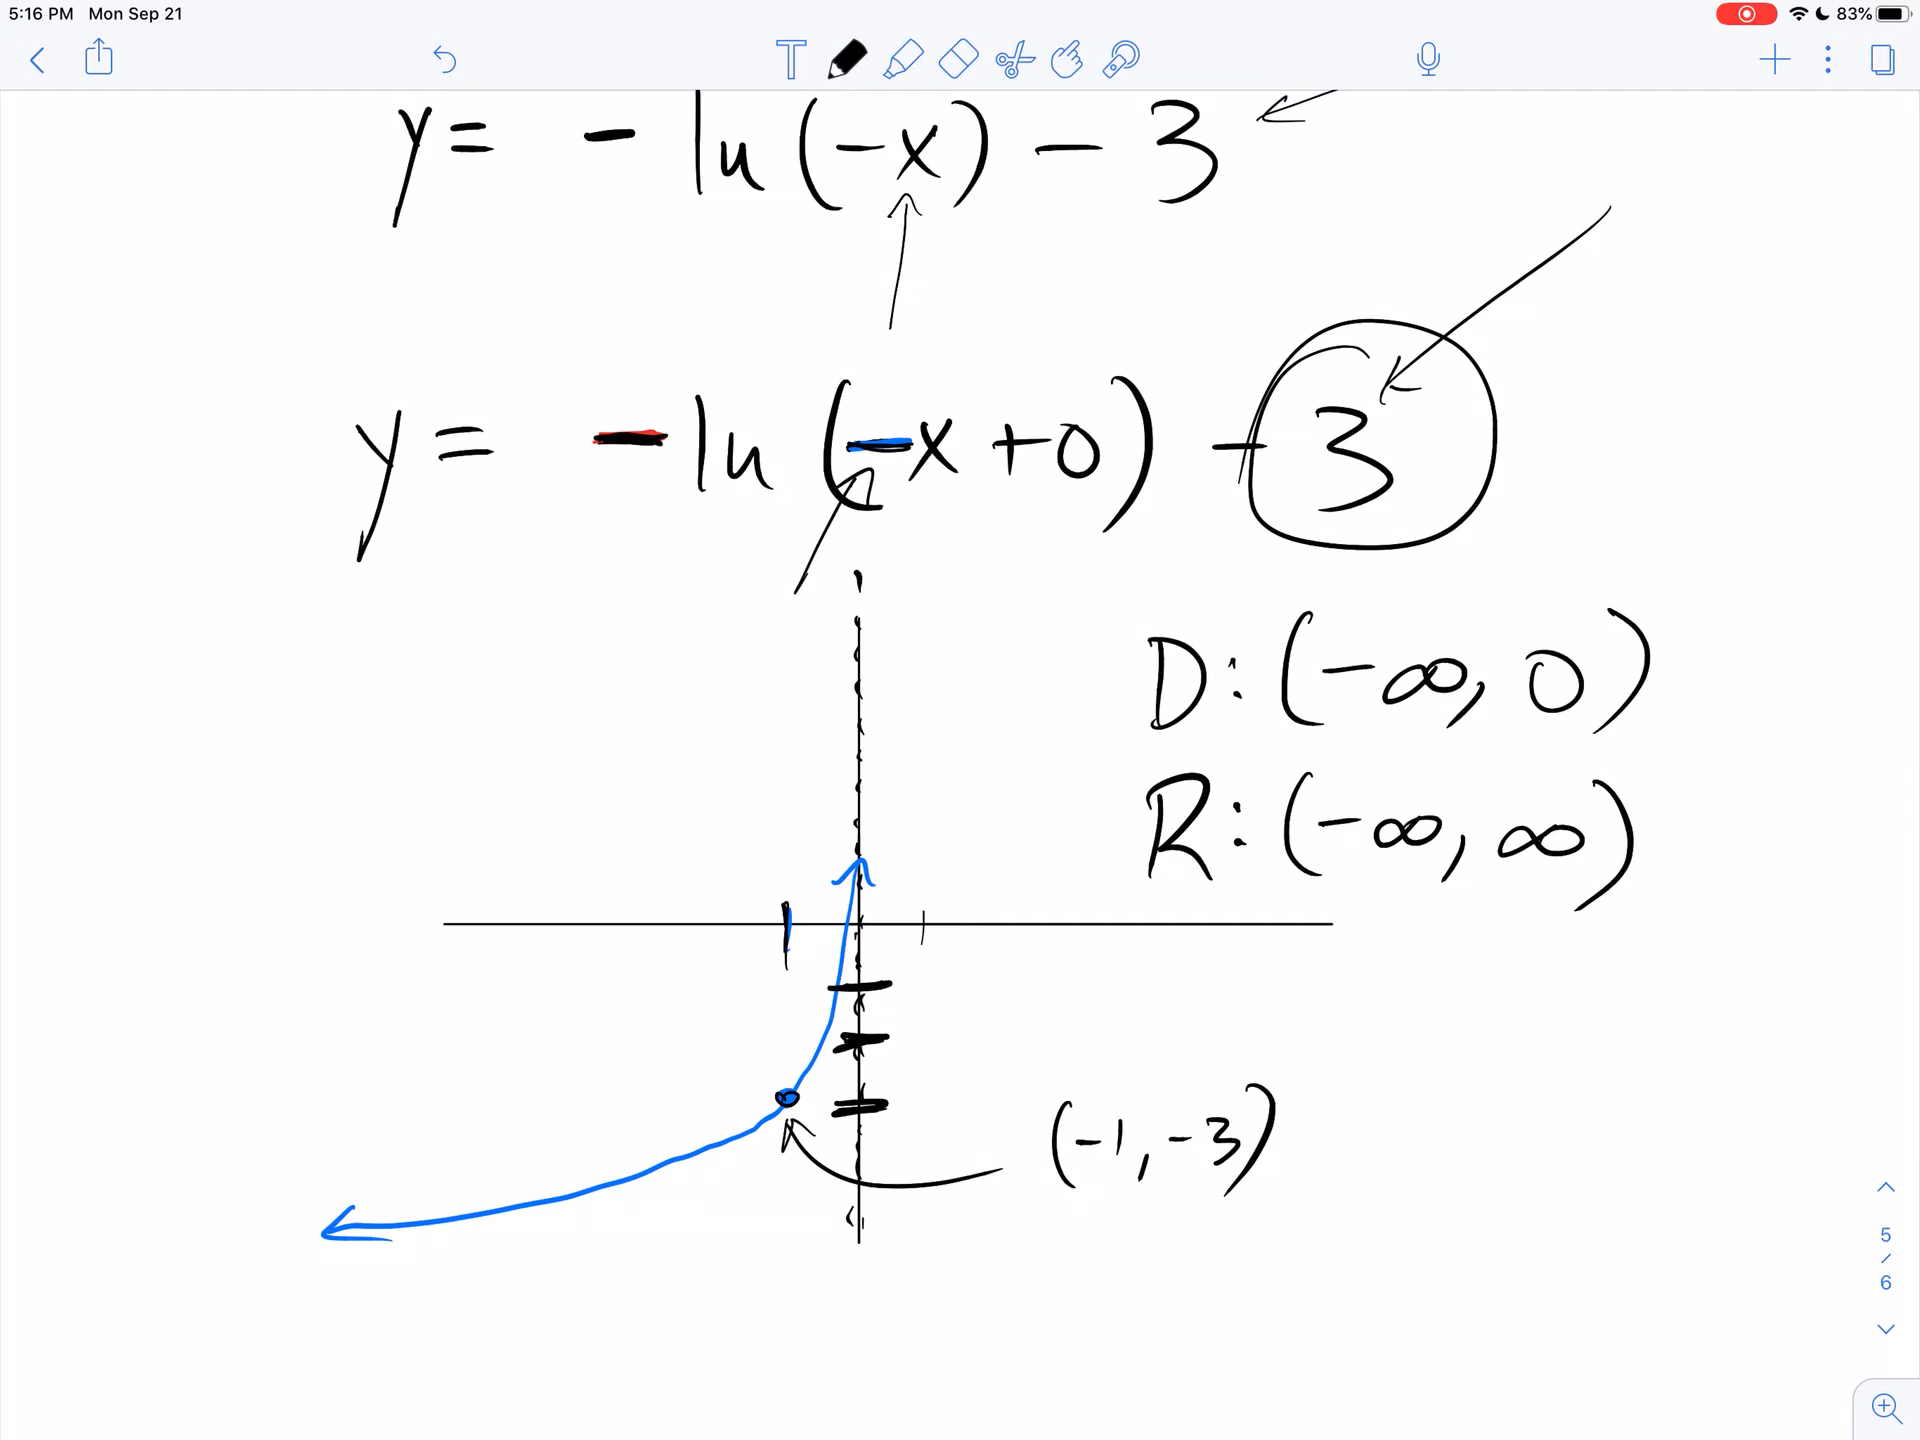 5:16 PM Mon Sep 21
83%
T
y = - ln (-x) - 3
y = - ln (-x + 0) - 3
D: (-∞, 0)
R: (-∞, ∞)
(-1, -3)
5
/
6